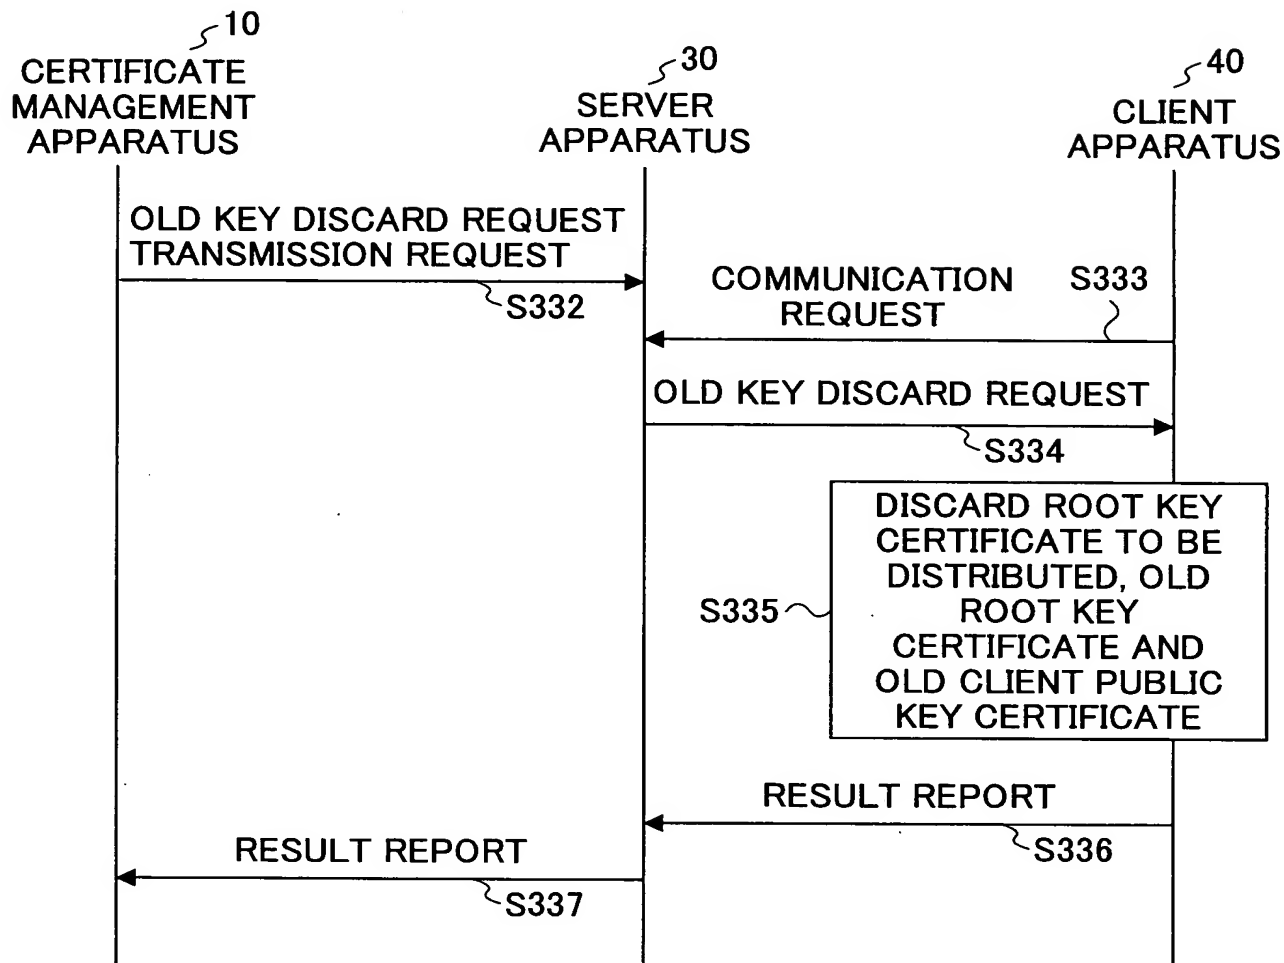 10
CERTIFICATE
MANAGEMENT
APPARATUS
30
SERVER
APPARATUS
40
CLIENT
APPARATUS
OLD KEY DISCARD REQUEST
TRANSMISSION REQUEST
S332
COMMUNICATION
REQUEST
S333
OLD KEY DISCARD REQUEST
S334
DISCARD ROOT KEY
CERTIFICATE TO BE
DISTRIBUTED, OLD
ROOT KEY
CERTIFICATE AND
OLD CLIENT PUBLIC
KEY CERTIFICATE
S335
RESULT REPORT
S336
RESULT REPORT
S337